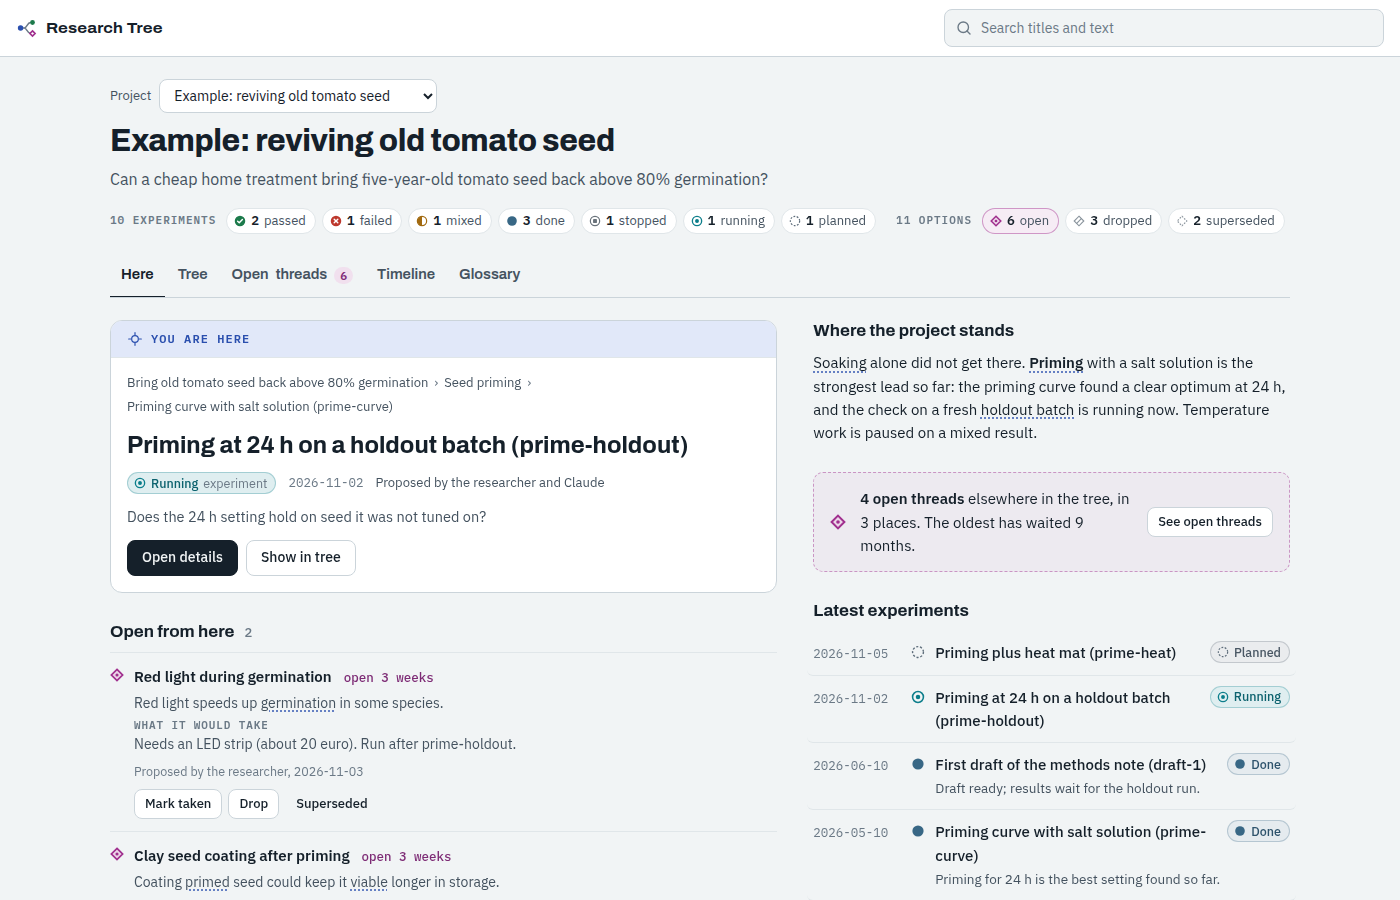 Research Tree
Search titles and text
Project
Example: reviving old tomato seed
Example: reviving old tomato seed
Can a cheap home treatment bring five-year-old tomato seed back above 80% germination?
10 EXPERIMENTS 2 passed 1 failed 1 mixed 3 done 1 stopped 1 running 1 planned 11 OPTIONS 6 open 3 dropped 2 superseded
Here Tree Open threads 6 Timeline Glossary
YOU ARE HERE
Bring old tomato seed back above 80% germination › Seed priming ›
Priming curve with salt solution (prime-curve)
Priming at 24 h on a holdout batch (prime-holdout)
Running experiment 2026-11-02 Proposed by the researcher and Claude
Does the 24 h setting hold on seed it was not tuned on?
Open details Show in tree
Open from here 2
Red light during germination open 3 weeks
Red light speeds up germination in some species.
WHAT IT WOULD TAKE
Needs an LED strip (about 20 euro). Run after prime-holdout.
Proposed by the researcher, 2026-11-03
Mark taken Drop Superseded
Clay seed coating after priming open 3 weeks
Coating primed seed could keep it viable longer in storage.
Where the project stands
Soaking alone did not get there. Priming with a salt solution is the
strongest lead so far: the priming curve found a clear optimum at 24 h,
and the check on a fresh holdout batch is running now. Temperature
work is paused on a mixed result.
4 open threads elsewhere in the tree, in
3 places. The oldest has waited 9
months.
See open threads
Latest experiments
2026-11-05 Priming plus heat mat (prime-heat) Planned
2026-11-02 Priming at 24 h on a holdout batch Running
(prime-holdout)
2026-06-10 First draft of the methods note (draft-1) Done
Draft ready; results wait for the holdout run.
2026-05-10 Priming curve with salt solution (prime- Done
curve)
Priming for 24 h is the best setting found so far.